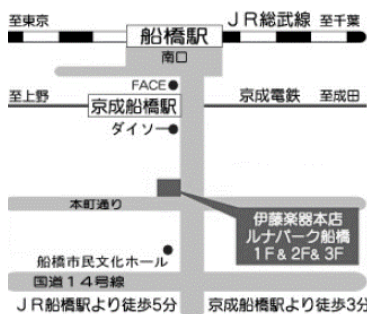 至東京
JR総武線
至千葉
船橋駅
南口
FACE●
至上野
京成船橋駅
京成電鉄
至成田
ダイソー●
本町通り
伊藤楽器本店
ルナパーク船橋
1F&2F&3F
船橋市民文化ホール
国道14号線
JR船橋駅より徒歩5分
京成船橋駅より徒歩3分